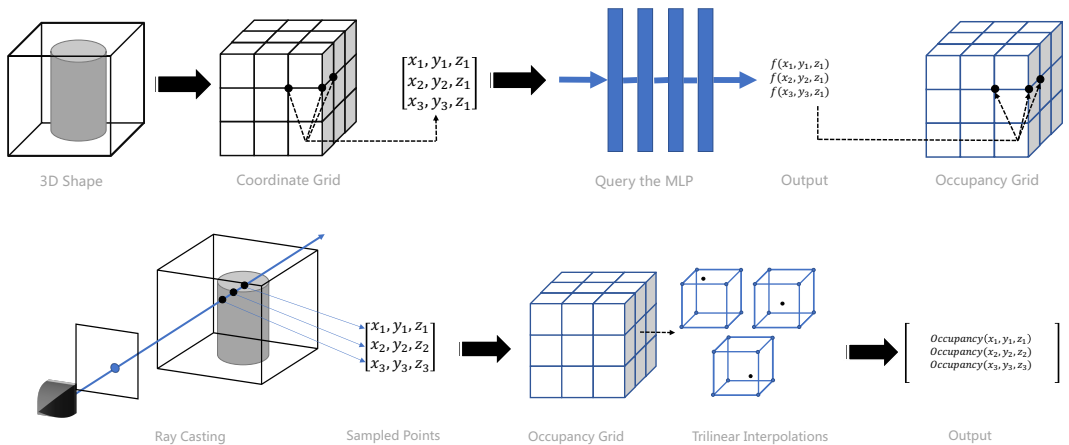 [x₁, y₁, z₁
x₂, y₂, z₁
x₃, y₃, z₁]
f(x₁, y₁, z₁)
f(x₂, y₂, z₁)
f(x₃, y₃, z₁)
3D Shape
Coordinate Grid
Query the MLP
Output
Occupancy Grid
[x₁, y₁, z₁
x₂, y₂, z₂
x₃, y₃, z₃]
[Occupancy(x₁, y₁, z₁)
Occupancy(x₂, y₂, z₂)
Occupancy(x₃, y₃, z₃)]
Ray Casting
Sampled Points
Occupancy Grid
Trilinear Interpolations
Output